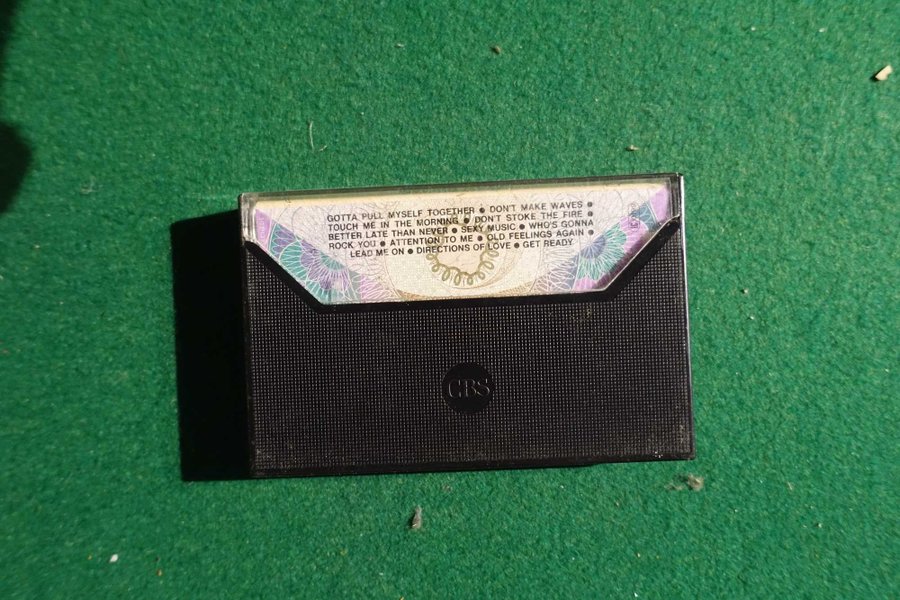 GOTTA PULL MYSELF TOGETHER ● DON'T MAKE WAVES ●
TOUCH ME IN THE MORNING ● DON'T STOKE THE FIRE ●
BETTER LATE THAN NEVER ● SEXY MUSIC ● WHO'S GONNA
ROCK YOU ● ATTENTION TO ME ● OLD FEELINGS AGAIN ●
LEAD ME ON ● DIRECTIONS OF LOVE ● GET READY
CBS